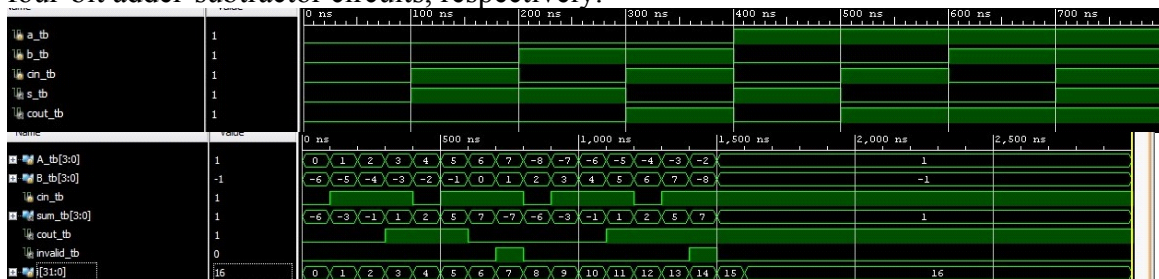 four-bit adder-subtractor circuits, respectively.
Name Value 0 ns 100 ns 200 ns 300 ns 400 ns 500 ns 600 ns 700 ns
a_tb 1
b_tb 1
cin_tb 1
s_tb 1
cout_tb 1
Name Value 0 ns 500 ns 1,000 ns 1,500 ns 2,000 ns 2,500 ns
A_tb[3:0] 1 0 1 2 3 4 5 6 7 -8 -7 -6 -5 -4 -3 -2 1
B_tb[3:0] -1 -6 -5 -4 -3 -2 -1 0 1 2 3 4 5 6 7 -8 -1
cin_tb 1
sum_tb[3:0] 1 -6 -3 -1 1 2 5 7 -7 -6 -3 -1 1 2 5 7 1
cout_tb 1
invalid_tb 0
i[31:0] 16 0 1 2 3 4 5 6 7 8 9 10 11 12 13 14 15 16